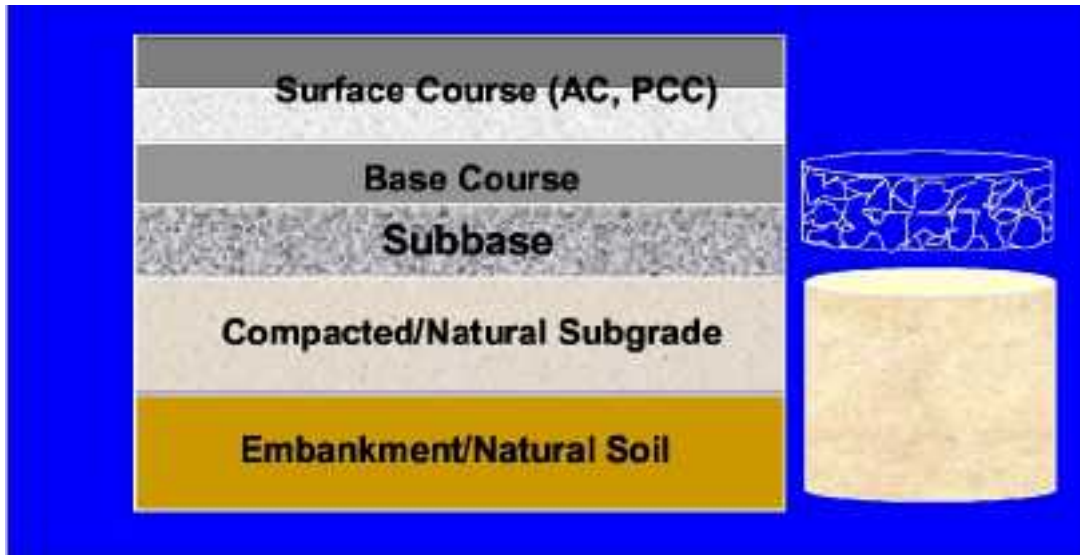 Surface Course (AC, PCC)
Base Course
Subbase
Compacted/Natural Subgrade
Embankment/Natural Soil